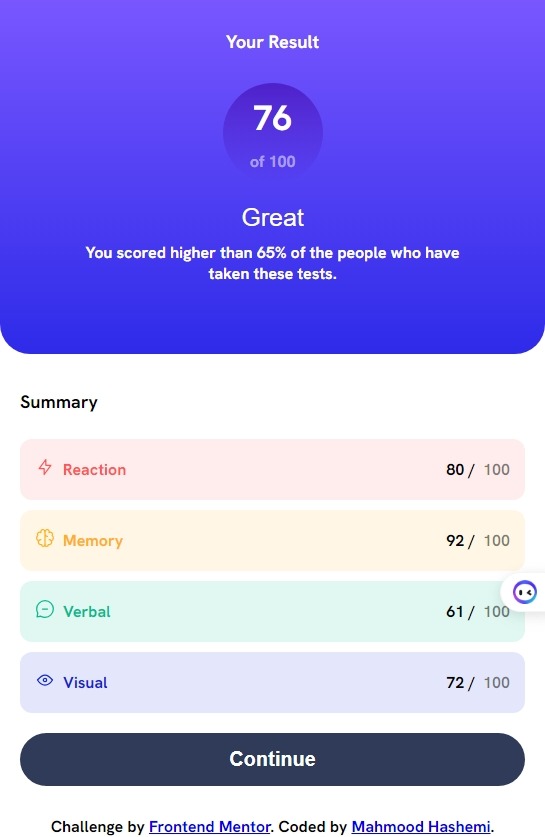 Your Result
76
of 100
Great
You scored higher than 65% of the people who have
taken these tests.
Summary
Reaction 80 / 100
Memory 92 / 100
Verbal 61 / 100
Visual 72 / 100
Continue
Challenge by Frontend Mentor. Coded by Mahmood Hashemi.